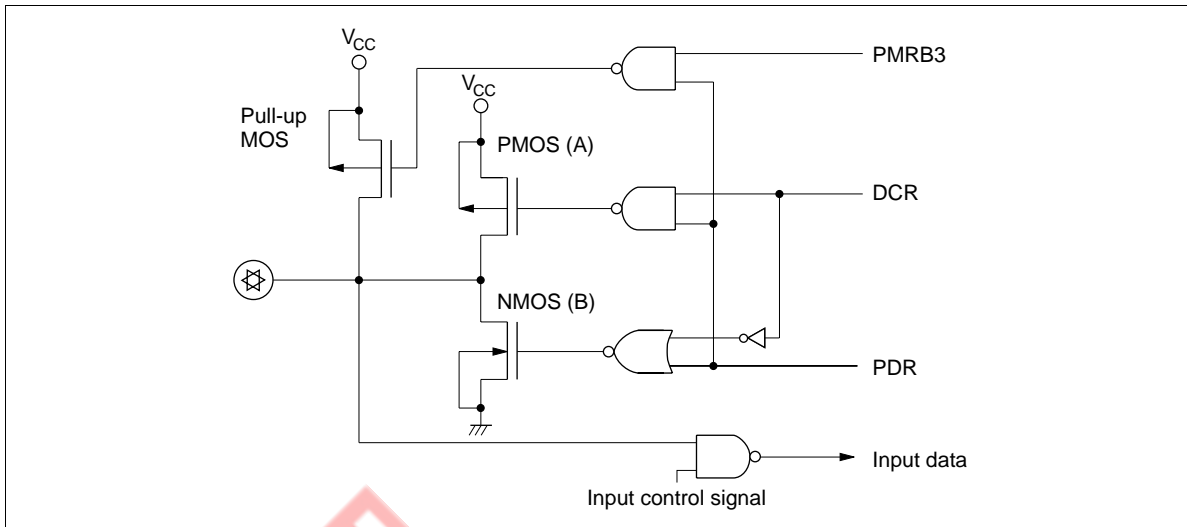 VCC
PMRB3
VCC
Pull-up
MOS
PMOS (A)
DCR
NMOS (B)
PDR
Input data
Input control signal